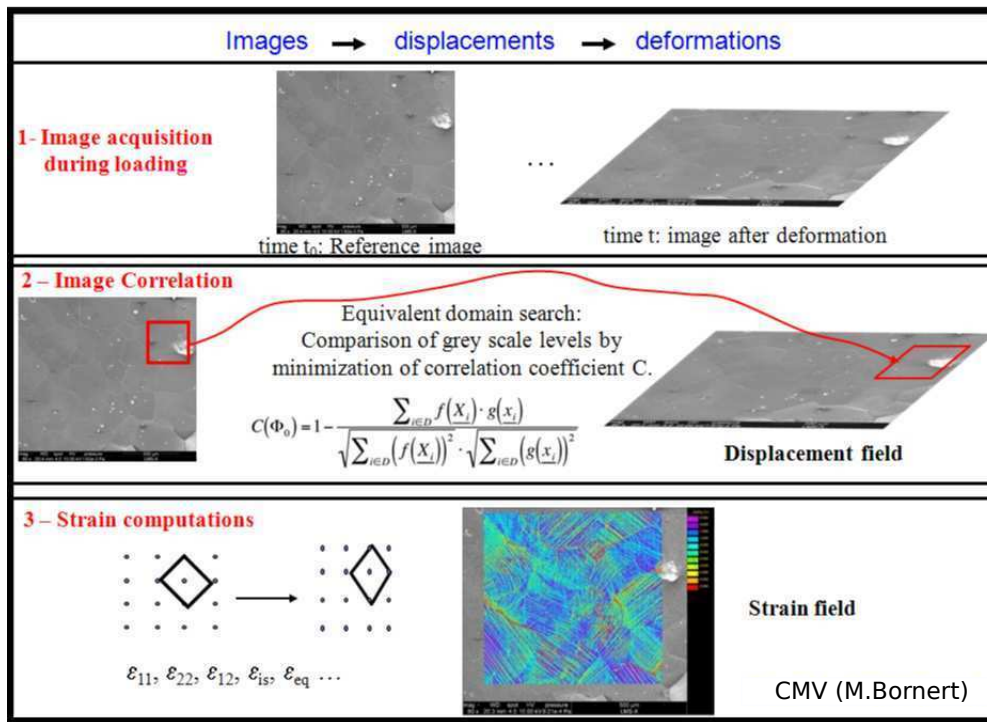 Images → displacements → deformations
1- Image acquisition
during loading
...
time t₀: Reference image
time t: image after deformation
2 – Image Correlation
Equivalent domain search:
Comparison of grey scale levels by
minimization of correlation coefficient C.
C(Φ₀) = 1 - ∑i∈D f(Xᵢ)·g(xᵢ) / √∑i∈D (f(Xᵢ))² · √∑i∈D (g(xᵢ))²
Displacement field
3 – Strain computations
ε₁₁, ε₂₂, ε₁₂, εis, εeq ...
Strain field
CMV (M.Bornert)